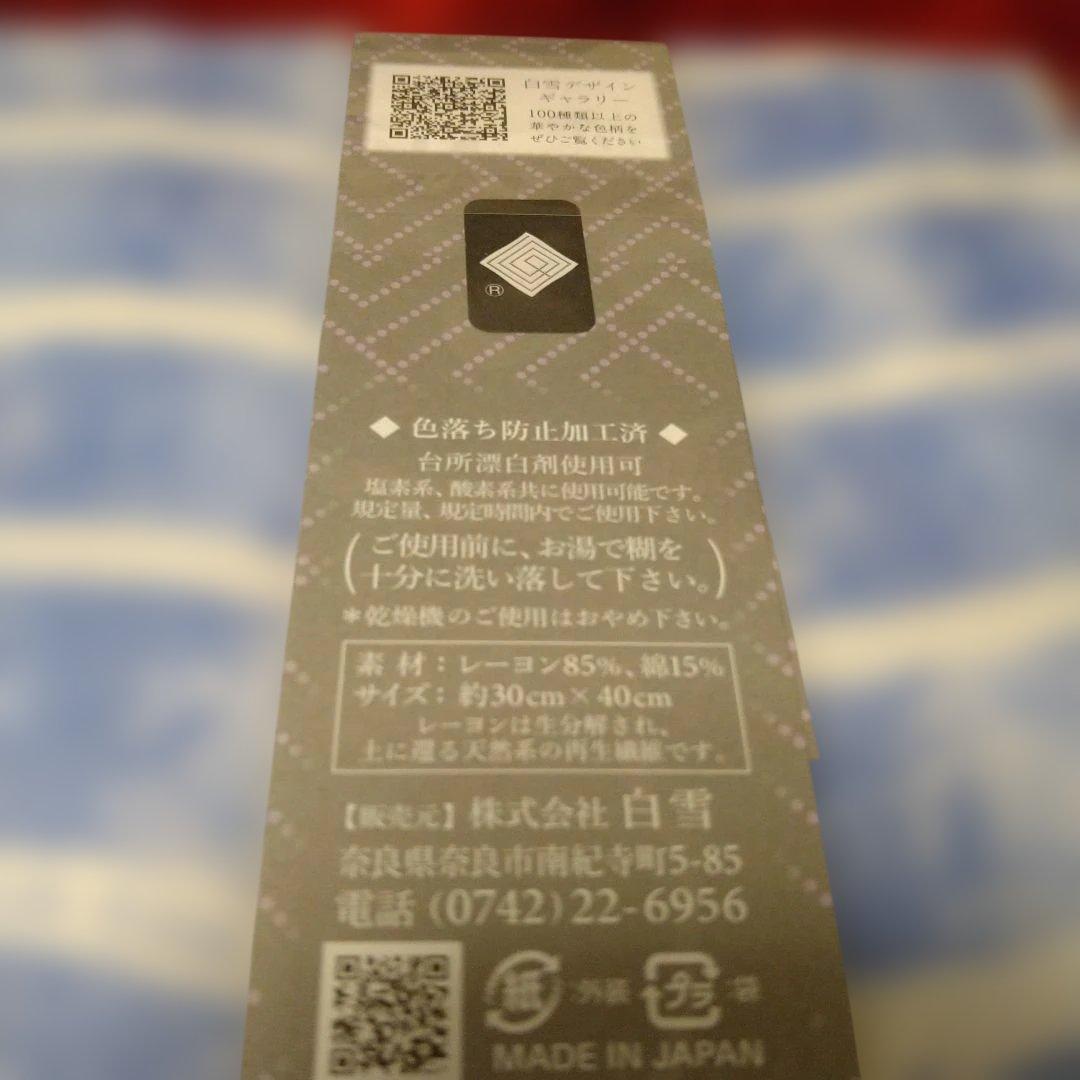 白雪デザイン
ギャラリー
100種類以上の
華やかな色柄を
ぜひご覧ください
®
◆ 色落ち防止加工済 ◆
台所漂白剤使用可
塩素系、酸素系共に使用可能です。
規定量、規定時間内でご使用下さい。
(ご使用前に、お湯で糊を
十分に洗い落して下さい。)
*乾燥機のご使用はおやめ下さい。
素 材：レーヨン85%、綿15%
サイズ：約30cm×40cm
レーヨンは生分解され、
土に還る天然系の再生繊維です。
【販売元】株式会社 白雪
奈良県奈良市南紀寺町5-85
電話 (0742)22-6956
紙 :外装 プラ :袋
MADE IN JAPAN